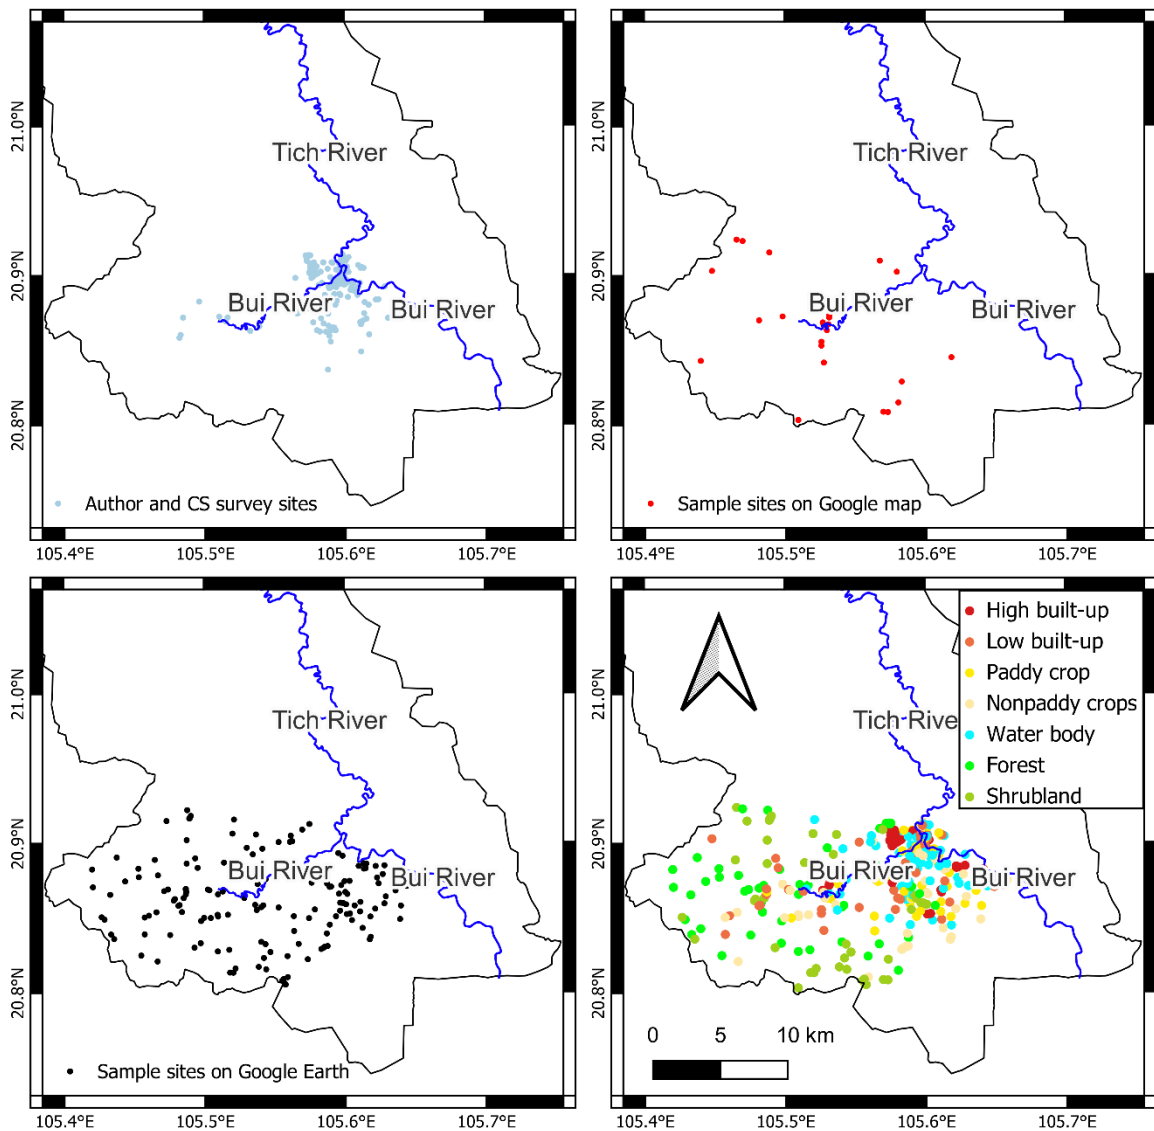 21.0°N
20.9°N
20.8°N
Tich River
Bui River
Bui River
Author and CS survey sites
105.4°E
105.5°E
105.6°E
105.7°E
21.0°N
20.9°N
20.8°N
Tich River
Bui River
Bui River
Sample sites on Google map
105.4°E
105.5°E
105.6°E
105.7°E
21.0°N
20.9°N
20.8°N
Tich River
Bui River
Bui River
Sample sites on Google Earth
105.4°E
105.5°E
105.6°E
105.7°E
High built-up
Low built-up
Paddy crop
Nonpaddy crops
Water body
Forest
Shrubland
21.0°N
20.9°N
20.8°N
Tich Rive
Bui River
Bui River
0 5 10 km
105.4°E
105.5°E
105.6°E
105.7°E